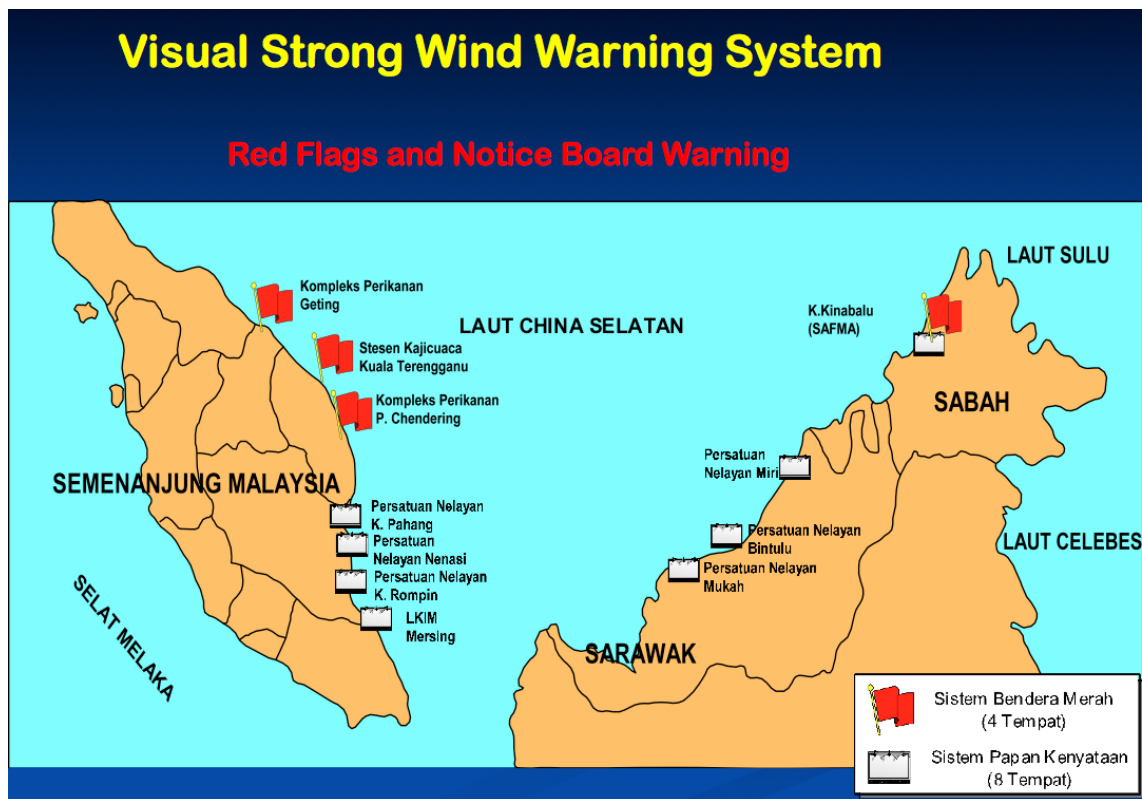 Visual Strong Wind Warning System
Red Flags and Notice Board Warning
Kompleks Perikanan
Geting
Stesen Kajicuaca
Kuala Terengganu
Kompleks Perikanan
P. Chendering
LAUT CHINA SELATAN
LAUT SULU
K.Kinabalu
(SAFMA)
SABAH
SEMENANJUNG MALAYSIA
Persatuan
Nelayan Miri
Persatuan Nelayan
K. Pahang
Persatuan
Nelayan Nenasi
Persatuan Nelayan
K. Rompin
LKIM
Mersing
Persatuan Nelayan
Bintulu
Persatuan Nelayan
Mukah
LAUT CELEBES
SELAT MELAKA
SARAWAK
Sistem Bendera Merah
(4 Tempat)
Sistem Papan Kenyataan
(8 Tempat)